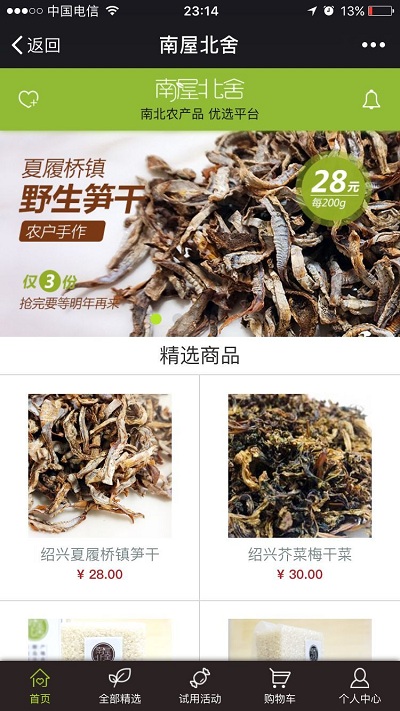 中国电信
23:14
13%
返回
南屋北舍
南屋北舍
南北农产品 优选平台
夏履桥镇
野生笋干
农户手作
28元
每200g
仅3份
抢完要等明年再来
精选商品
绍兴夏履桥镇笋干
¥ 28.00
绍兴芥菜梅干菜
¥ 30.00
首页
全部精选
试用活动
购物车
个人中心